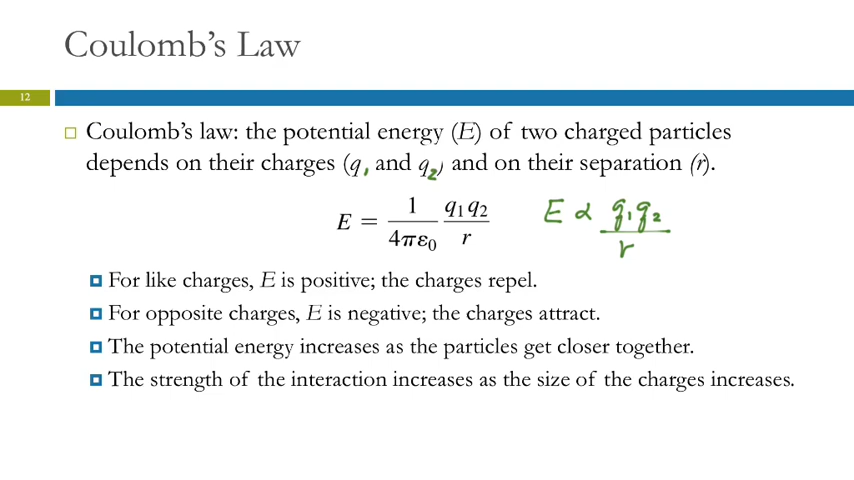 Coulomb's Law
12
Coulomb's law: the potential energy (E) of two charged particles
depends on their charges (q1 and q2) and on their separation (r).
E = 1/4πε0 q1q2/r
E ∝ q1q2/r
For like charges, E is positive; the charges repel.
For opposite charges, E is negative; the charges attract.
The potential energy increases as the particles get closer together.
The strength of the interaction increases as the size of the charges increases.